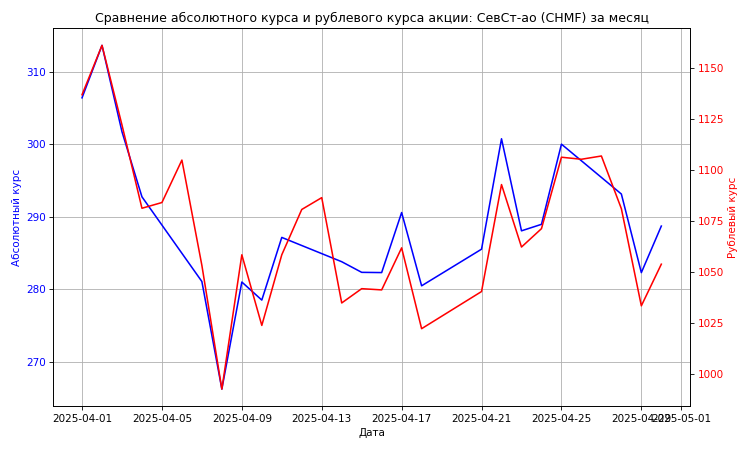 Сравнение абсолютного курса и рублевого курса акции: СевСт-ао (CHMF) за месяц
310
300
290
280
270
Абсолютный курс
1150
1125
1100
1075
1050
1025
1000
Рублевый курс
2025-04-01 2025-04-05 2025-04-09 2025-04-13 2025-04-17 2025-04-21 2025-04-25 2025-04-29 2025-05-01
Дата